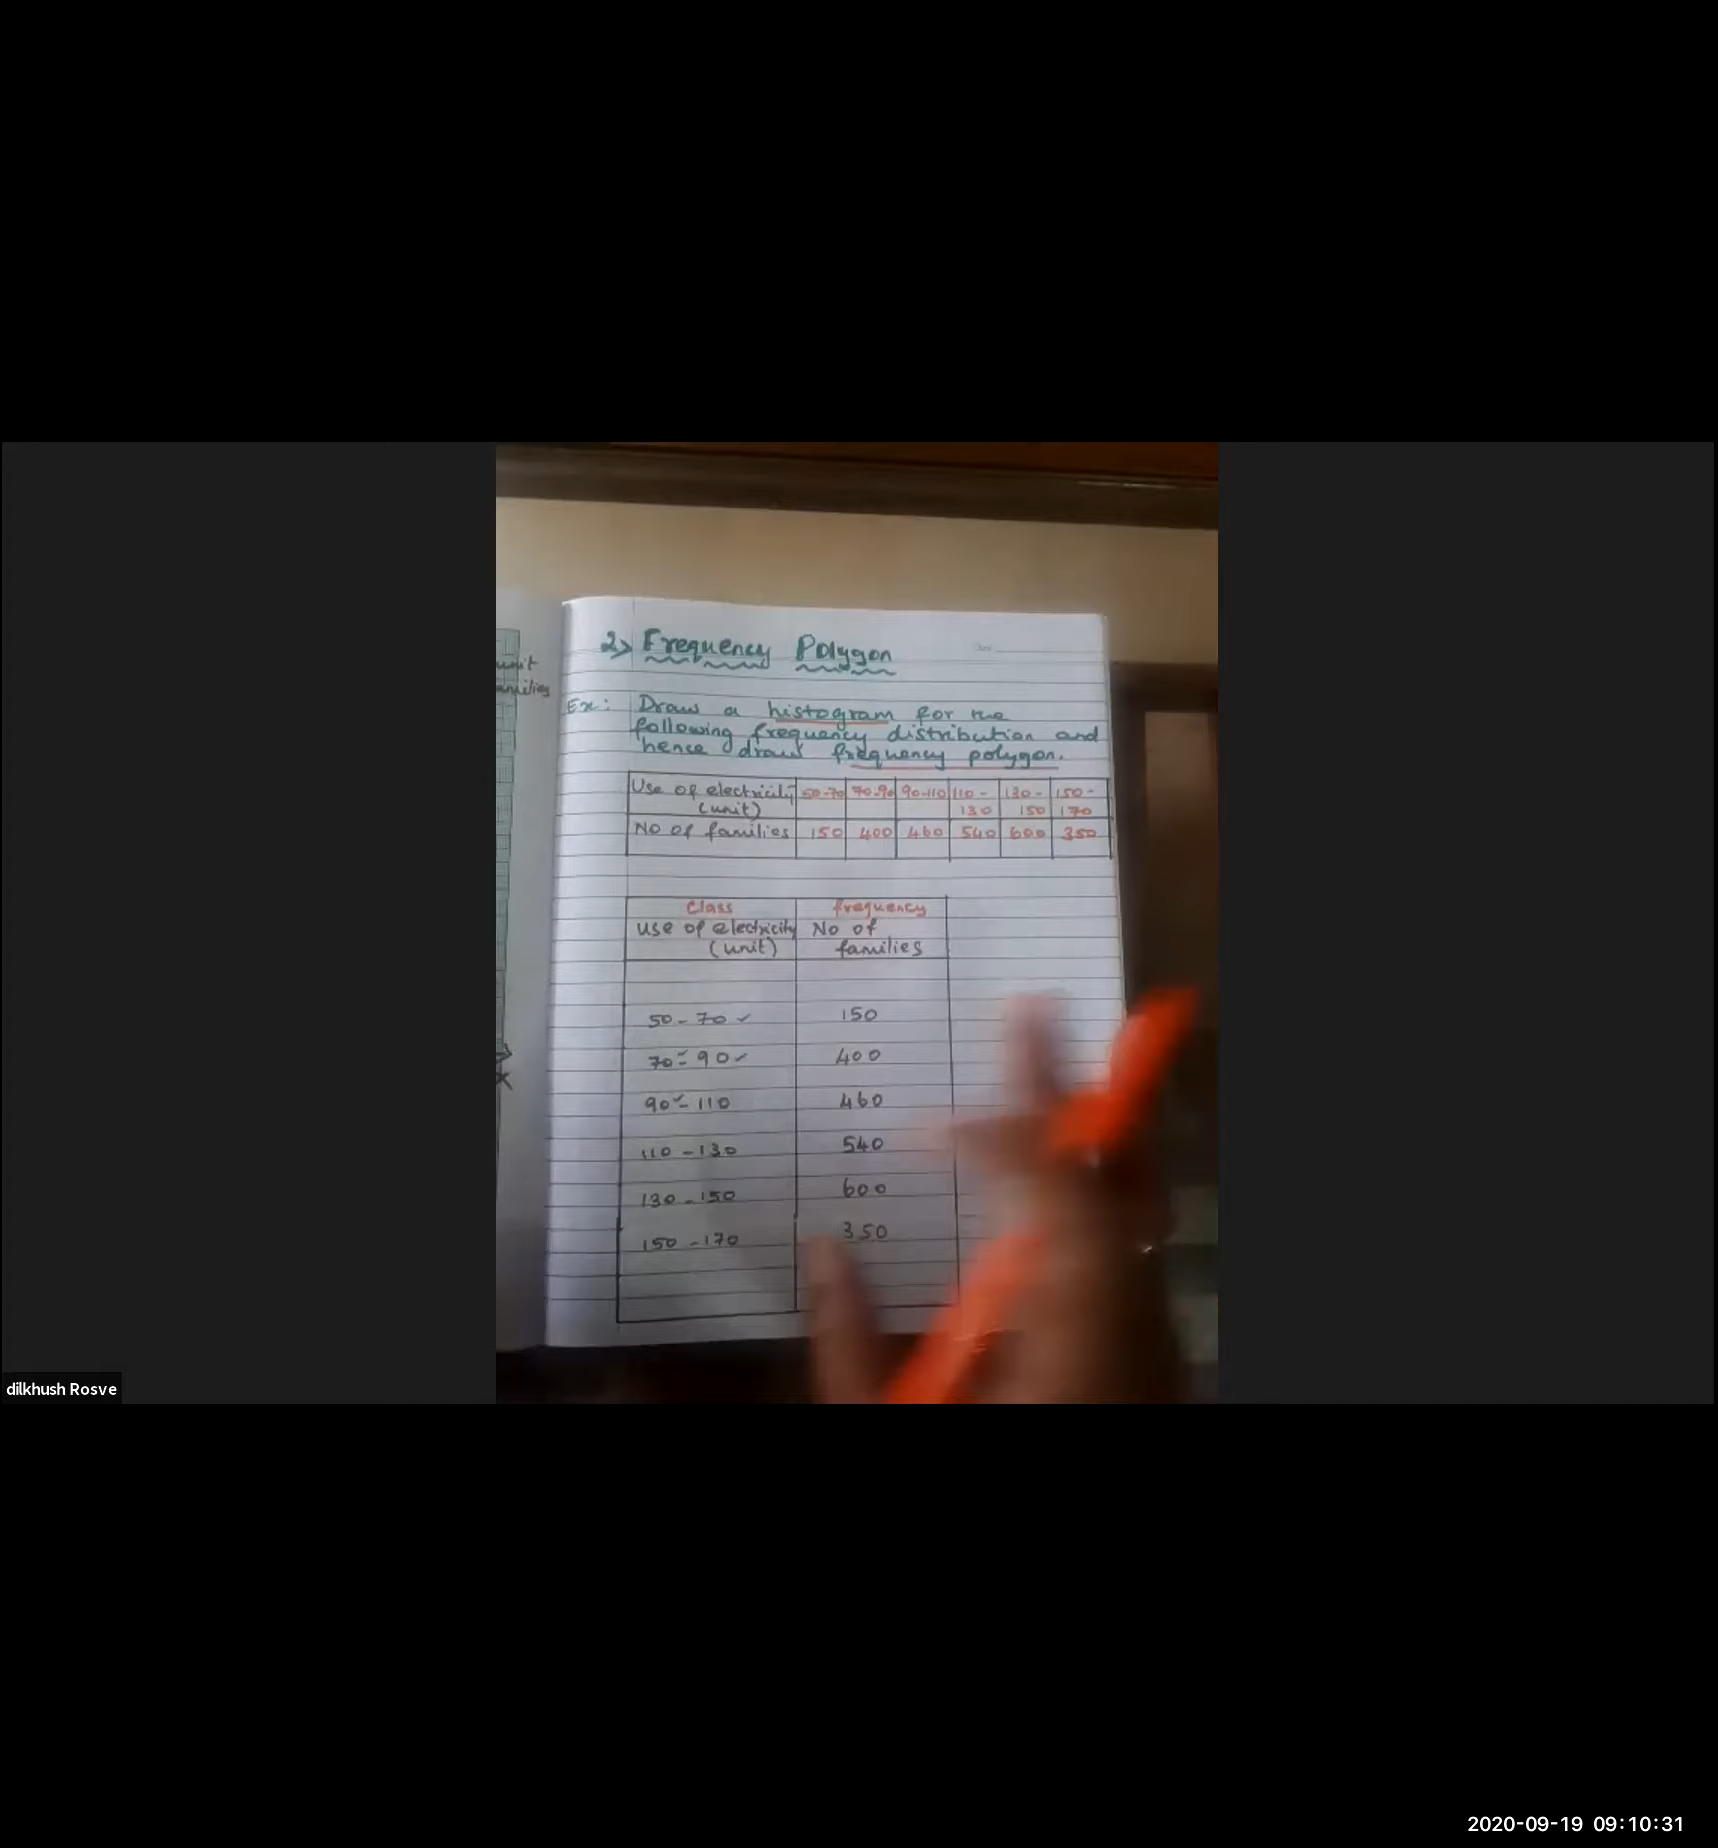 unit
amilies
2> Frequency Polygon
Ex: Draw a histogram for the
following frequency distribution and
hence draw frequency polygon.
Use of electricity 50-70 70-90 90-110 110- 130- 150-
(unit) 130 150 170
No of families 150 400 460 540 600 350
Class frequency
use of electricity No of
(unit) families
50 - 70 ✓ 150
70 - 90 ✓ 400
90 - 110 460
110 - 130 540
130 - 150 600
150 - 170 350
x
dilkhush Rosve
2020-09-19 09:10:31